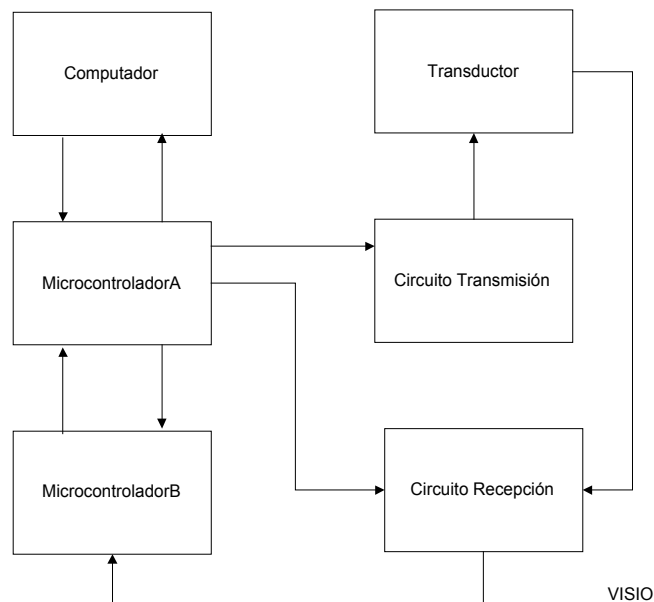 Computador
Transductor
MicrocontroladorA
Circuito Transmisión
MicrocontroladorB
Circuito Recepción
VISIO